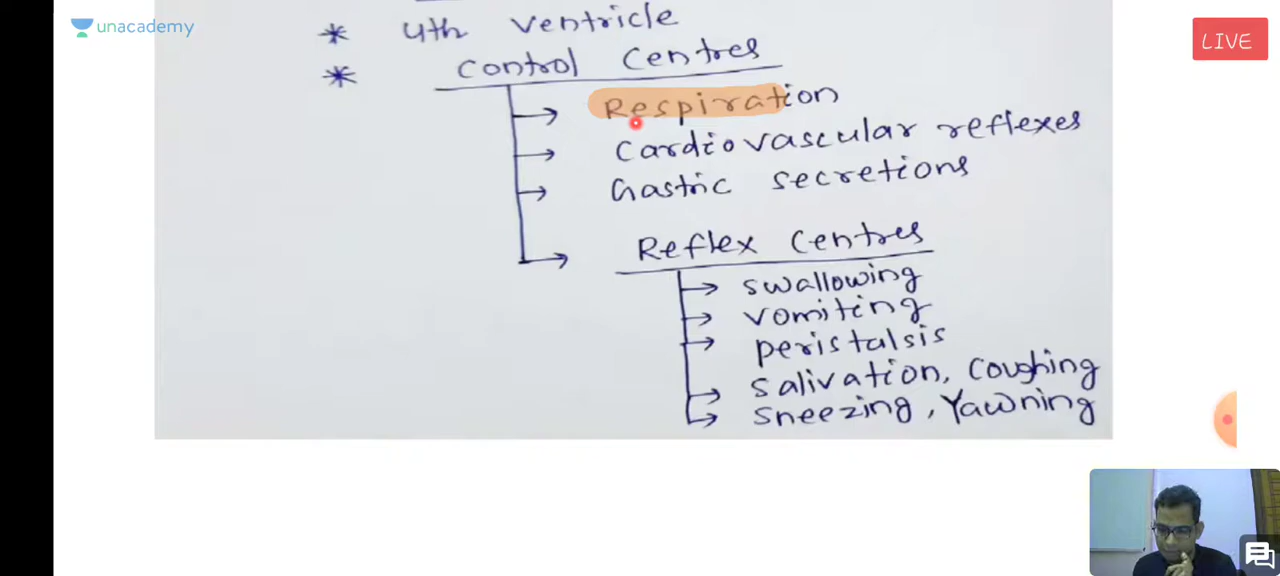 unacademy
LIVE
* 4th ventricle
* Control Centres
→ Respiration
→ Cardiovascular reflexes
→ Gastric secretions
→ Reflex Centres
→ swallowing
→ vomiting
→ peristalsis
→ salivation, Coughing
→ sneezing, Yawning